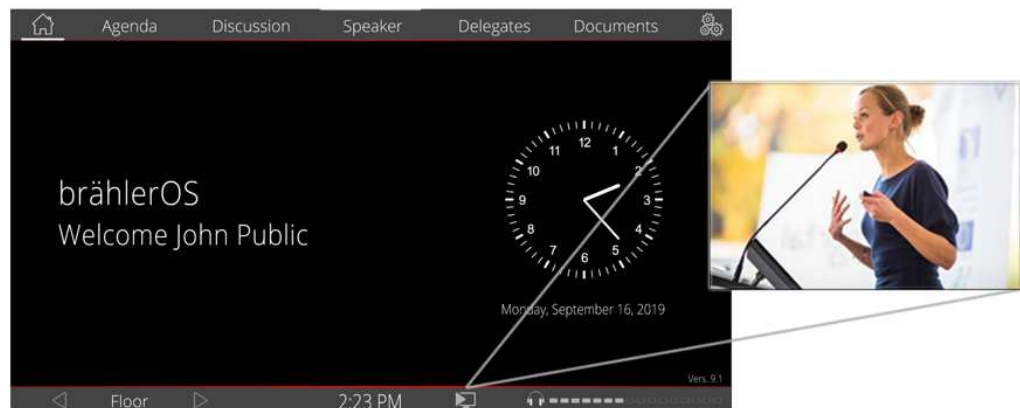 Agenda Discussion Speaker Delegates Documents
brählerOS
Welcome John Public
12
11 1
10 2
9 3
8 4
7 5
6
Monday, September 16, 2019
Vers. 9.1
Floor 2:23 PM